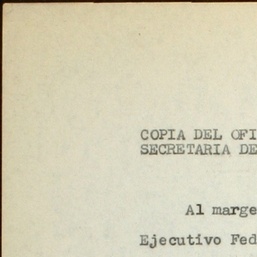 COPIA DEL OFI
SECRETARIA DE
Al marge
Ejecutivo Fed